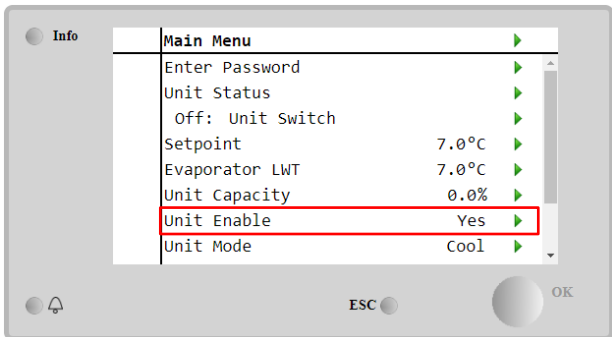 Info
Main Menu
Enter Password
Unit Status
Off: Unit Switch
Setpoint 7.0°C
Evaporator LWT 7.0°C
Unit Capacity 0.0%
Unit Enable Yes
Unit Mode Cool
ESC
OK